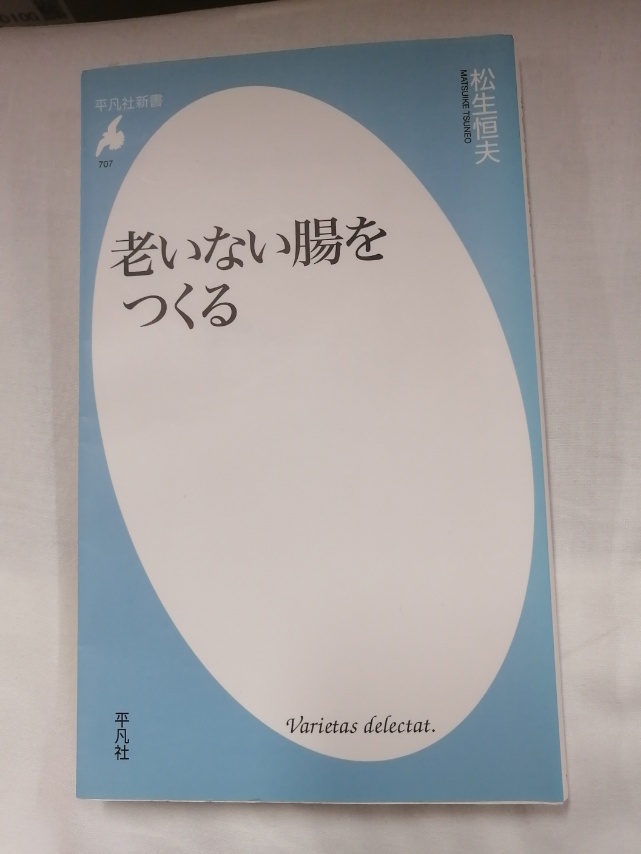 平凡社新書
707
松生恒夫
MATSUIKE TSUNEO
老いない腸を
つくる
Varietas delectat.
平凡社